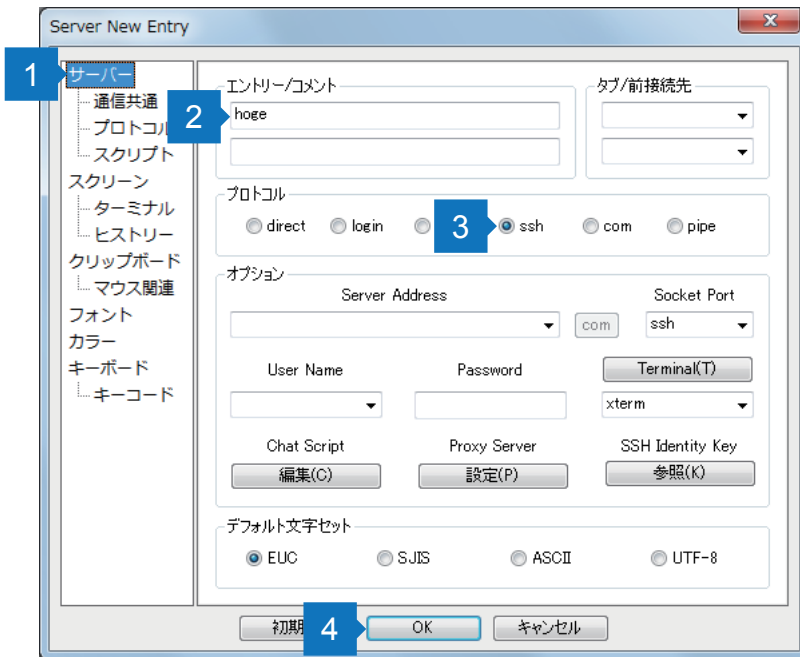 Server New Entry
1
サーバー
通信共通
プロトコル
スクリプト
スクリーン
ターミナル
ヒストリー
クリップボード
マウス関連
フォント
カラー
キーボード
キーコード
エントリー/コメント
タブ/前接続先
2
hoge
プロトコル
direct
login
3
ssh
com
pipe
オプション
Server Address
Socket Port
com
ssh
User Name
Password
Terminal(T)
xterm
Chat Script
Proxy Server
SSH Identity Key
編集(C)
設定(P)
参照(K)
デフォルト文字セット
EUC
SJIS
ASCII
UTF-8
初期
4
OK
キャンセル